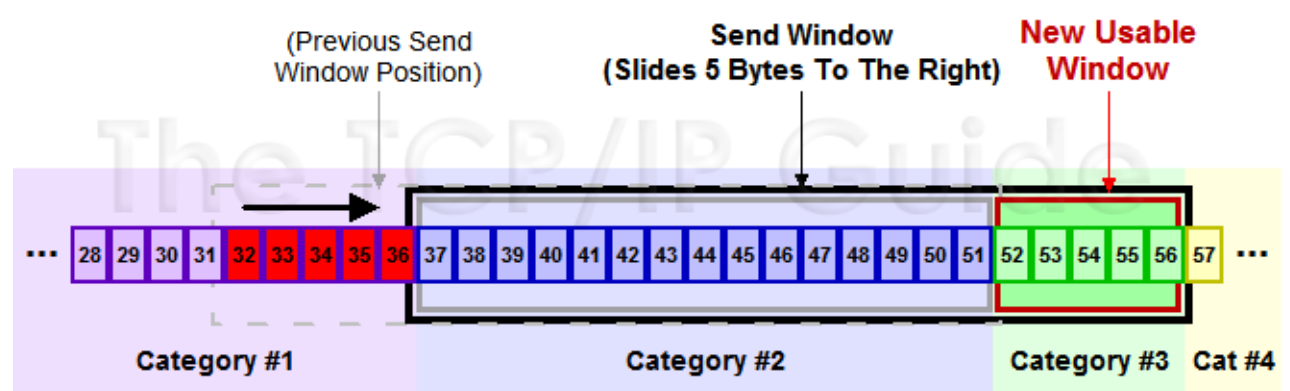 (Previous Send
Window Position)
Send Window
(Slides 5 Bytes To The Right)
New Usable
Window
The TCP/IP Guide
... 28 29 30 31 32 33 34 35 36 37 38 39 40 41 42 43 44 45 46 47 48 49 50 51 52 53 54 55 56 57 ...
Category #1 Category #2 Category #3 Cat #4